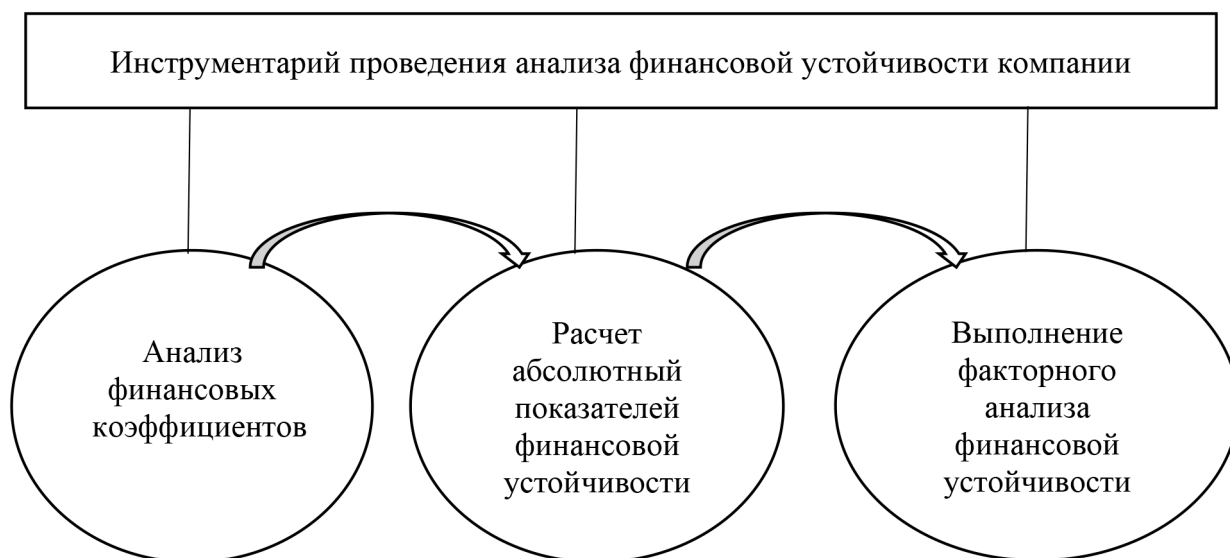 Инструментарий проведения анализа финансовой устойчивости компании
Анализ
финансовых
коэффициентов
Расчет
абсолютный
показателей
финансовой
устойчивости
Выполнение
факторного
анализа
финансовой
устойчивости